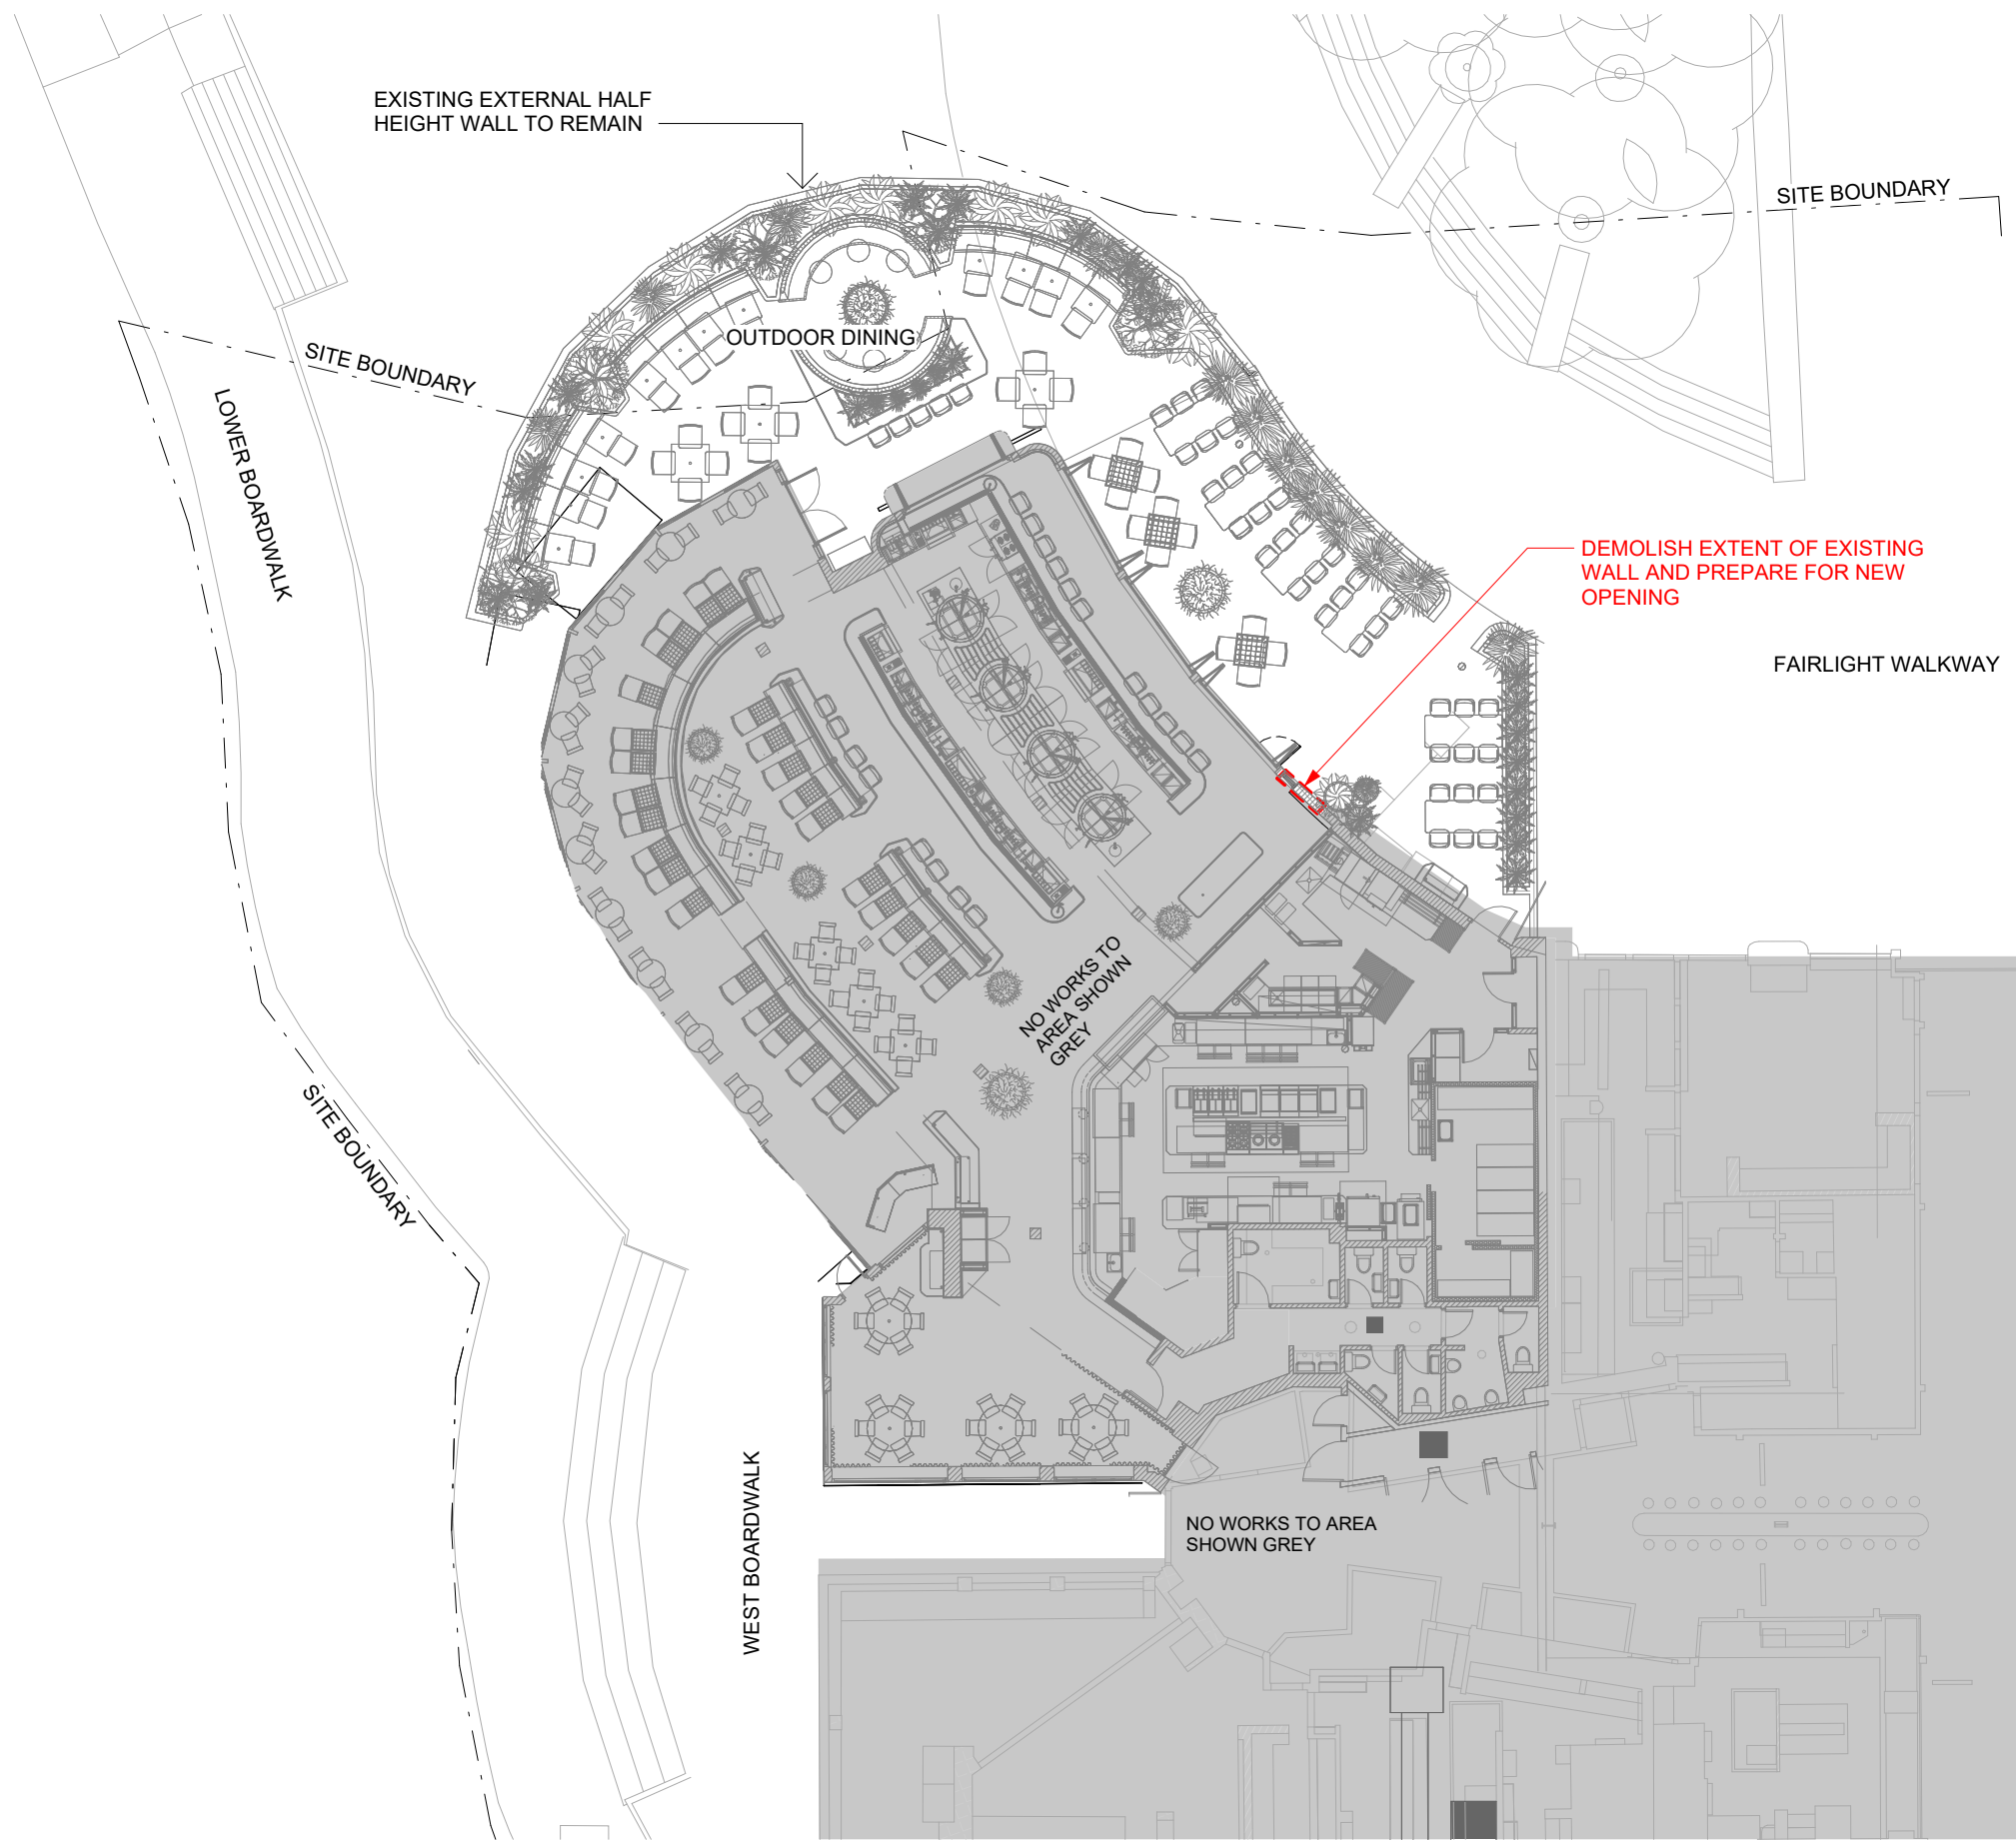 EXISTING EXTERNAL HALF
HEIGHT WALL TO REMAIN
SITE BOUNDARY
OUTDOOR DINING
SITE BOUNDARY
LOWER BOARDWALK
DEMOLISH EXTENT OF EXISTING
WALL AND PREPARE FOR NEW
OPENING
FAIRLIGHT WALKWAY
NO WORKS TO
AREA SHOWN
GREY
SITE BOUNDARY
WEST BOARDWALK
NO WORKS TO AREA
SHOWN GREY